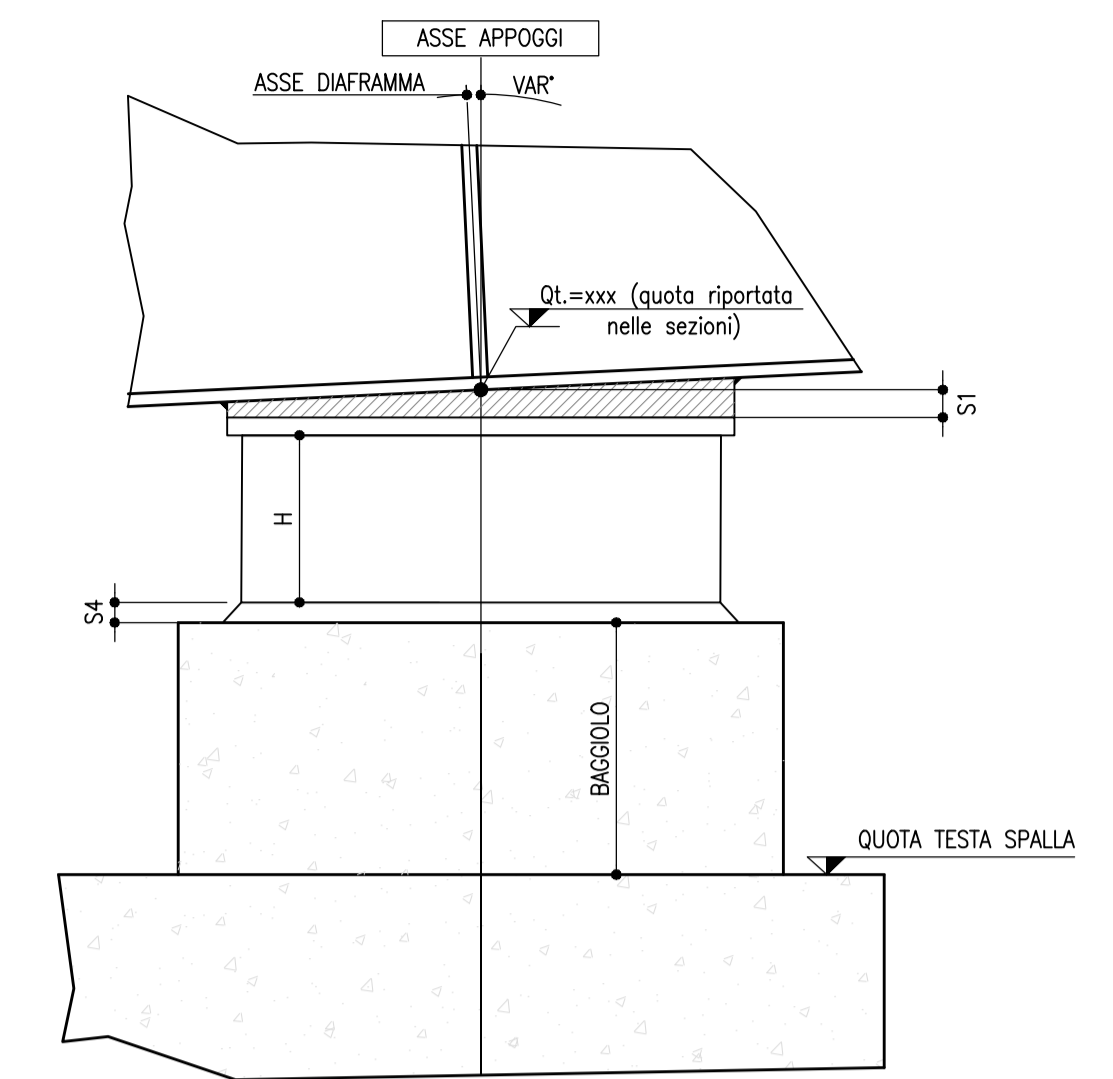 ASSE APPOGGI
ASSE DIAFRAMMA
VAR°
Qt.=xxx (quota riportata
nelle sezioni)
S1
H
S4
BAGGIOLO
QUOTA TESTA SPALLA